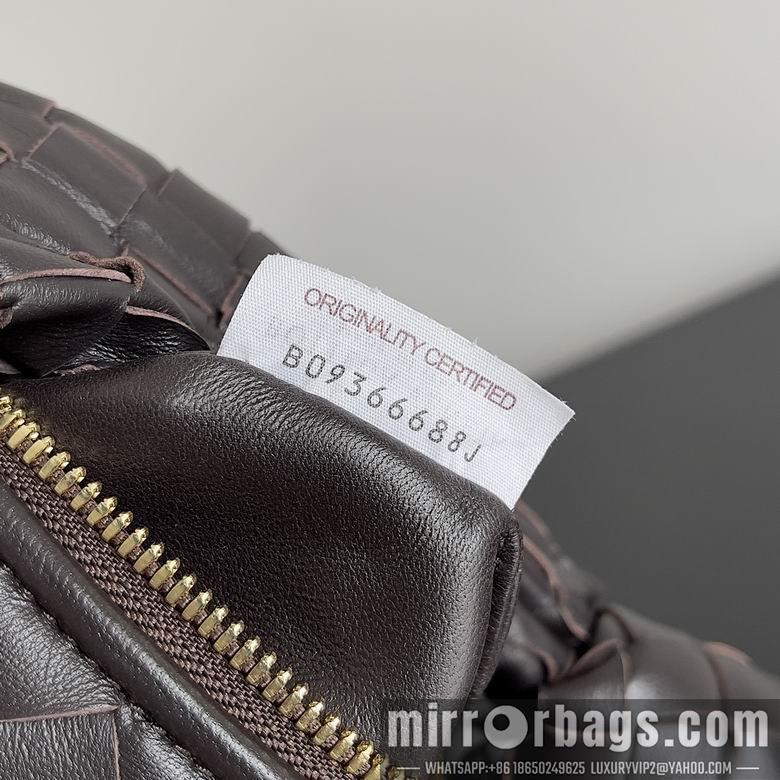 ORIGINALITY CERTIFIED
B09366688J
mirrorbags.com
WHATSAPP:+86 18650249625 LUXURYVIP2@YAHOO.COM